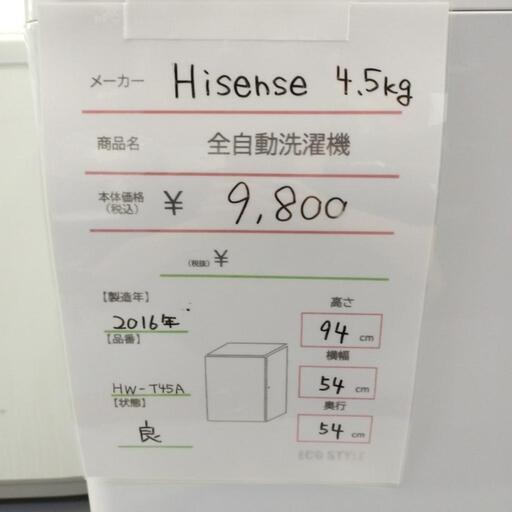 メーカー Hisense 4.5kg
商品名 全自動洗濯機
本体価格 (税込) ¥ 9,800
(税抜) ¥
【製造年】
2016年
【品番】
HW-T45A
【状態】
良
高さ
94 cm
横幅
54 cm
奥行
54 cm
ECO STYLE